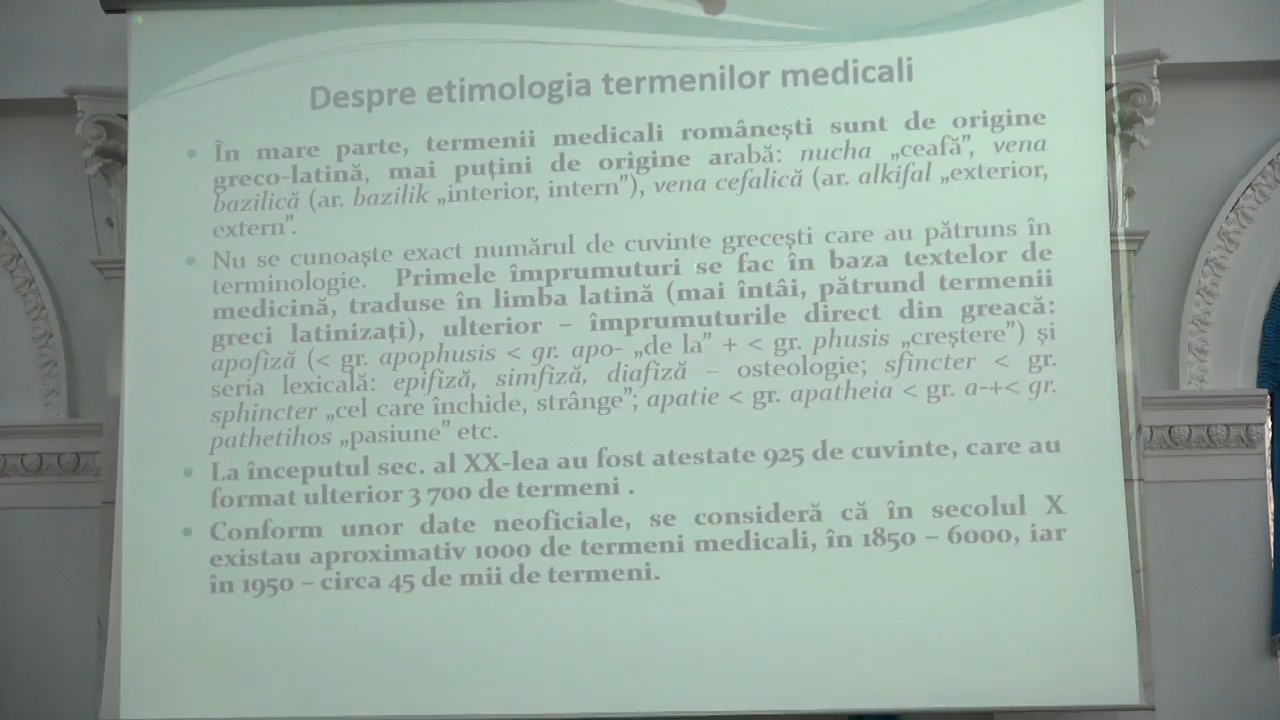 Despre etimologia termenilor medicali
În mare parte, termenii medicali românești sunt de origine
greco-latină, mai puțini de origine arabă: nucha „ceafă”, vena
bazilică (ar. bazilik „interior, intern”), vena cefalică (ar. alkifal „exterior,
extern”.
Nu se cunoaște exact numărul de cuvinte grecești care au pătruns în
terminologie. Primele împrumuturi se fac în baza textelor de
medicină, traduse în limba latină (mai întâi, pătrund termenii
greci latinizați), ulterior – împrumuturile direct din greacă:
apofiză (< gr. apophusis < gr. apo- „de la” + < gr. phusis „creștere”) și
seria lexicală: epifiză, simfiză, diafiză – osteologie; sfincter < gr.
sphincter „cel care închide, strânge”; apatie < gr. apatheia < gr. a-+< gr.
pathetihos „pasiune” etc.
La începutul sec. al XX-lea au fost atestate 925 de cuvinte, care au
format ulterior 3 700 de termeni .
Conform unor date neoficiale, se consideră că în secolul X
existau aproximativ 1000 de termeni medicali, în 1850 – 6000, iar
în 1950 – circa 45 de mii de termeni.